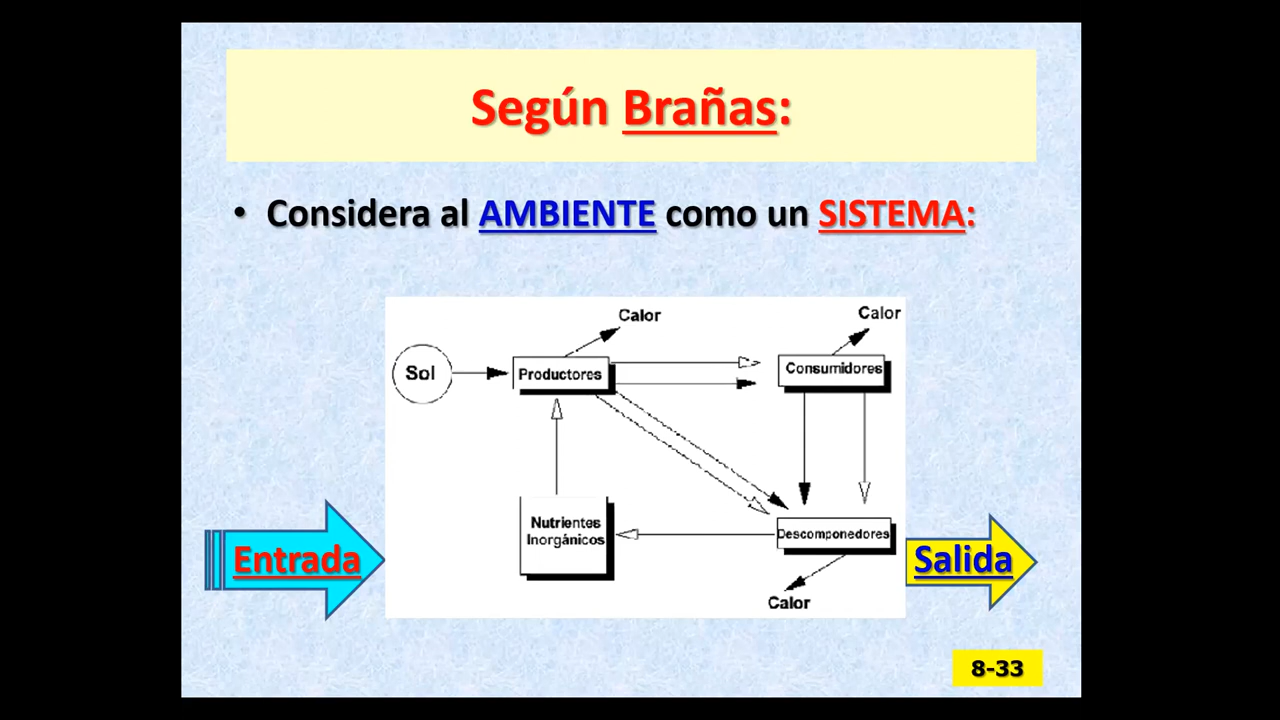 Según Brañas:
• Considera al AMBIENTE como un SISTEMA:
Calor
Calor
Sol
Productores
Consumidores
Nutrientes
Inorgánicos
Descomponedores
Calor
Entrada
Salida
8-33